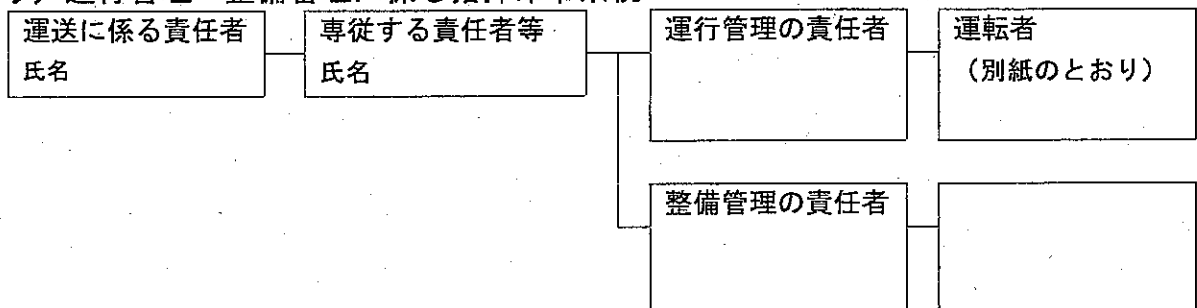 運送に係る責任者
氏名
専従する責任者等
氏名
運行管理の責任者
運転者
（別紙のとおり）
整備管理の責任者